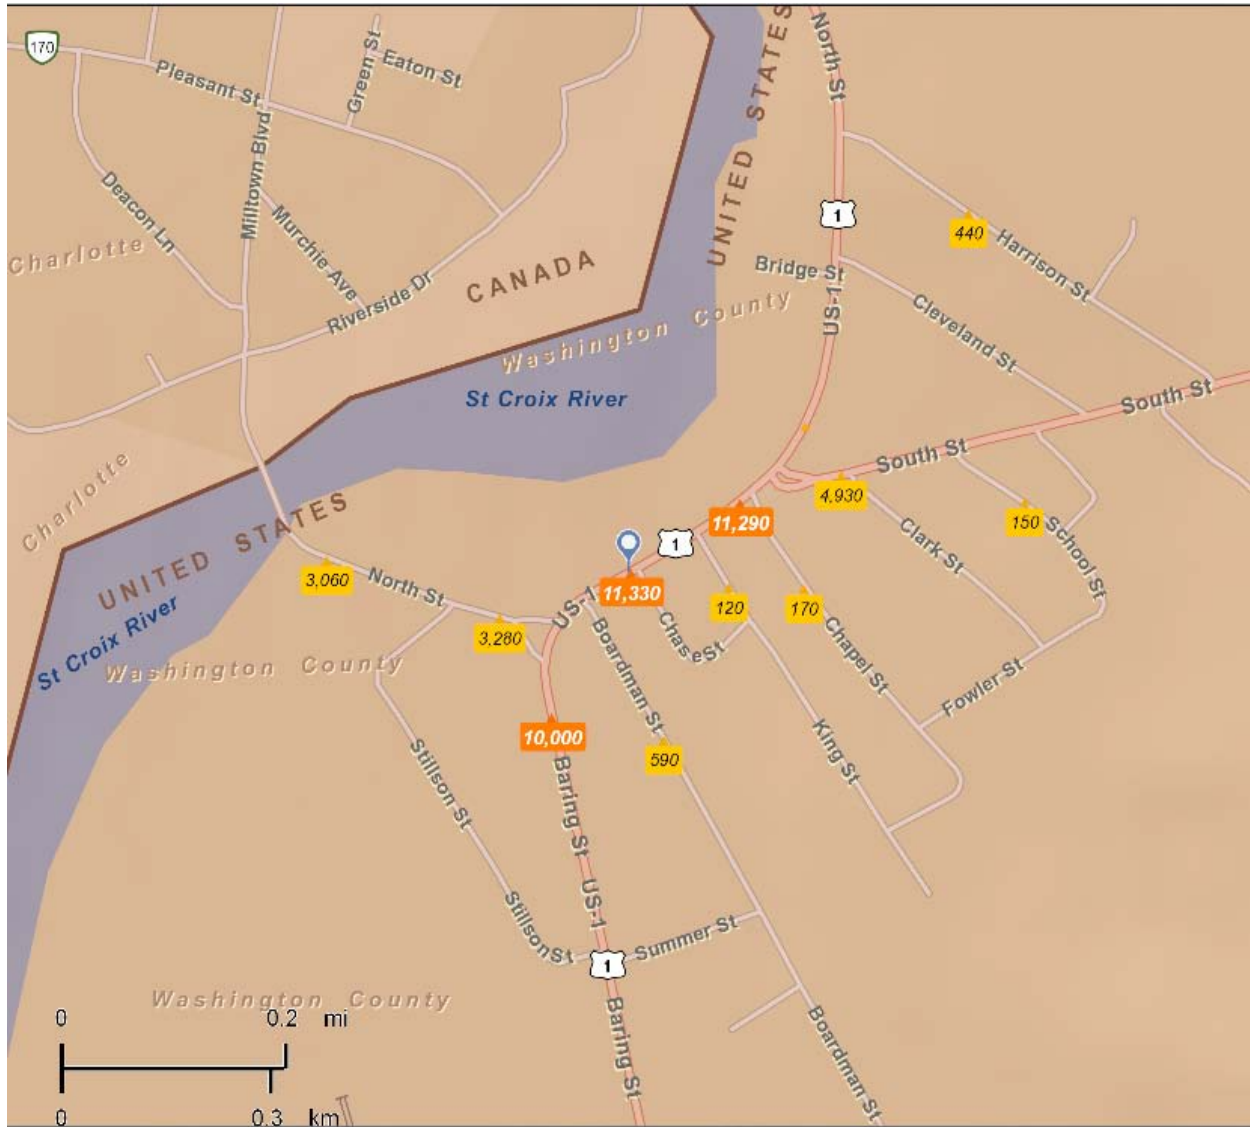 170
Pleasant St
Green St
Eaton St
Milltown Blvd
Deacon Ln
Murchie Ave
Riverside Dr
Charlotte
CANADA
UNITED STATES
North St
1
440
Harrison St
Bridge St
US-1
Cleveland St
Washington County
St Croix River
South St
South St
Charlotte
UNITED STATES
St Croix River
4,930
11,290
150
School St
Clark St
1
3,060
North St
11,330
3,280
US-1
120
170
Chase St
Boardman St
Chapel St
Fowler St
Washington County
10,000
590
King St
Stillson St
Baring St
US-1
Stillson St
1
Summer St
Washington County
Baring St
Boardman St
0 0.2 mi
0 0.3 km